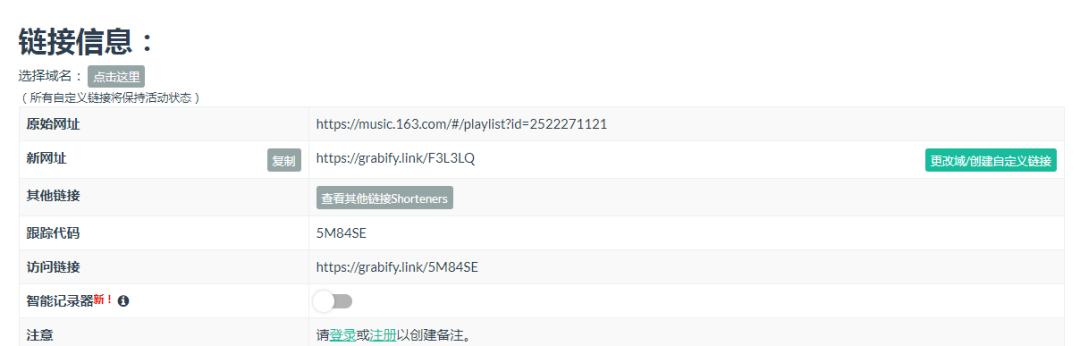 链接信息：
选择域名： 点击这里
（所有自定义链接将保持活动状态）
原始网址 https://music.163.com/#/playlist?id=2522271121
新网址 复制 https://grabify.link/F3L3LQ 更改域/创建自定义链接
其他链接 查看其他链接Shorteners
跟踪代码 5M84SE
访问链接 https://grabify.link/5M84SE
智能记录器新！
注意 请登录或注册以创建备注。